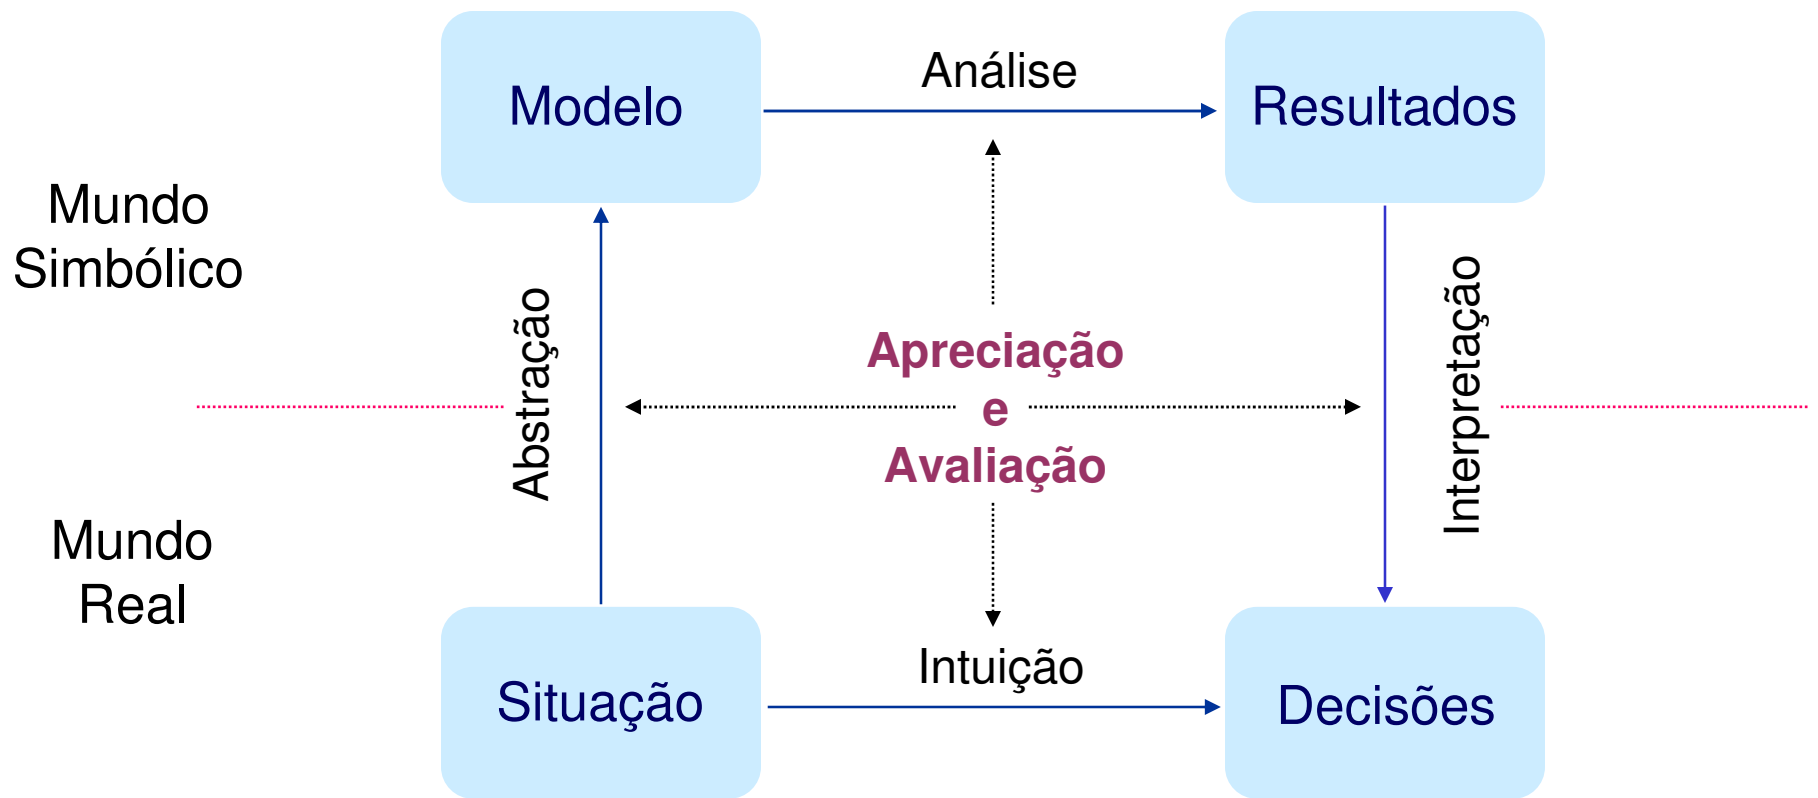 Análise
Modelo
Resultados
Mundo
Simbólico
Abstração
Apreciação
e
Avaliação
Interpretação
Mundo
Real
Intuição
Situação
Decisões